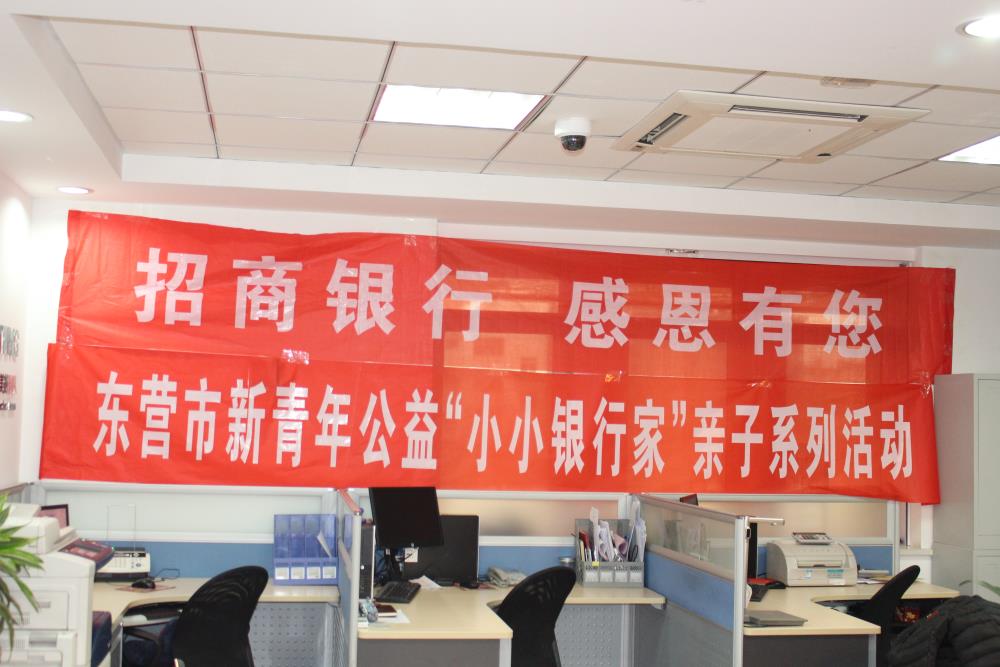 招商银行 感恩有您
东营市新青年公益“小小银行家”亲子系列活动